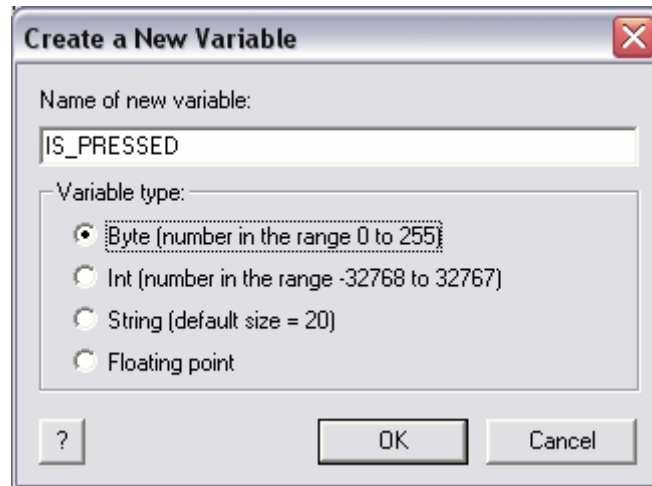 Create a New Variable
Name of new variable:
IS_PRESSED
Variable type:
Byte (number in the range 0 to 255)
Int (number in the range -32768 to 32767)
String (default size = 20)
Floating point
? OK Cancel